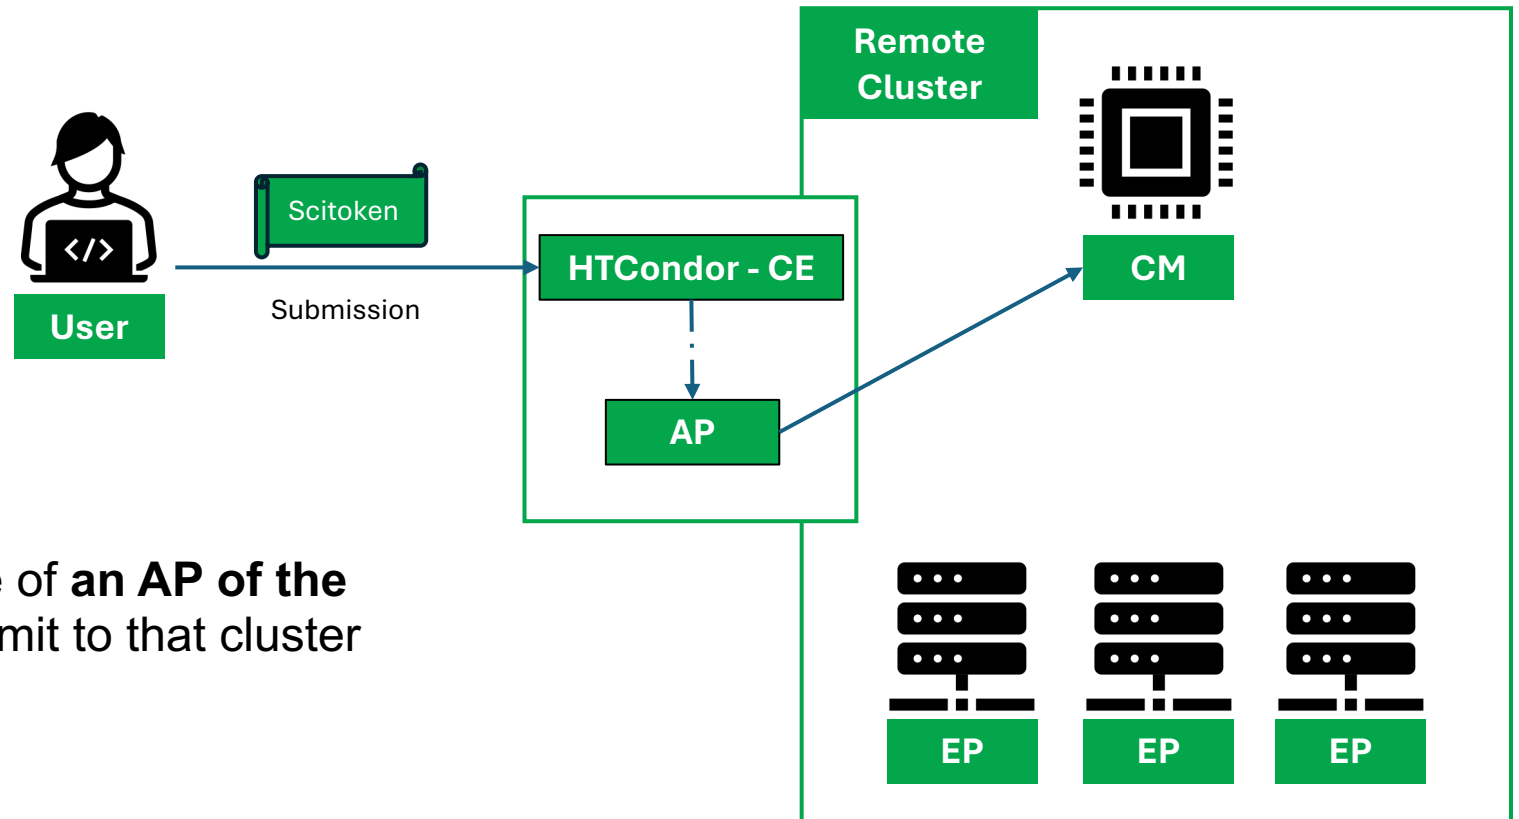 Remote
Cluster
Scitoken
</>
HTCondor - CE
CM
Submission
User
AP
of an AP of the
to that cluster
EP
EP
EP